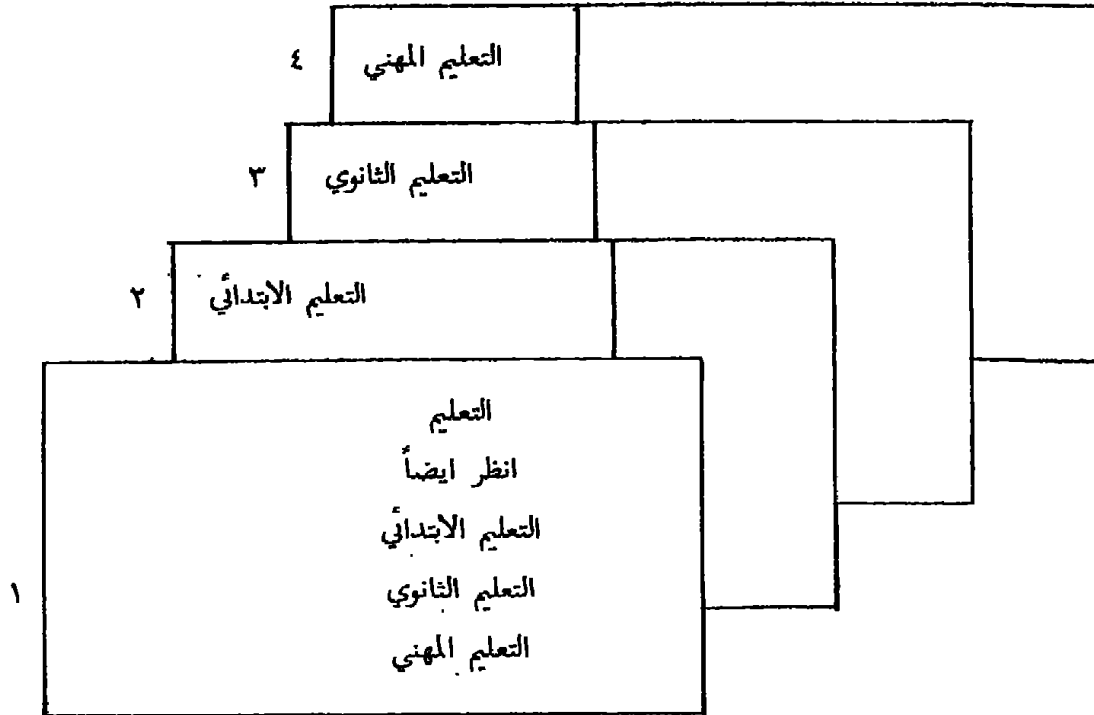 ٤ التعليم المهني
٣ التعليم الثانوي
٢ التعليم الابتدائي
التعليم
انظر ايضاً
التعليم الابتدائي
١ التعليم الثانوي
التعليم المهني